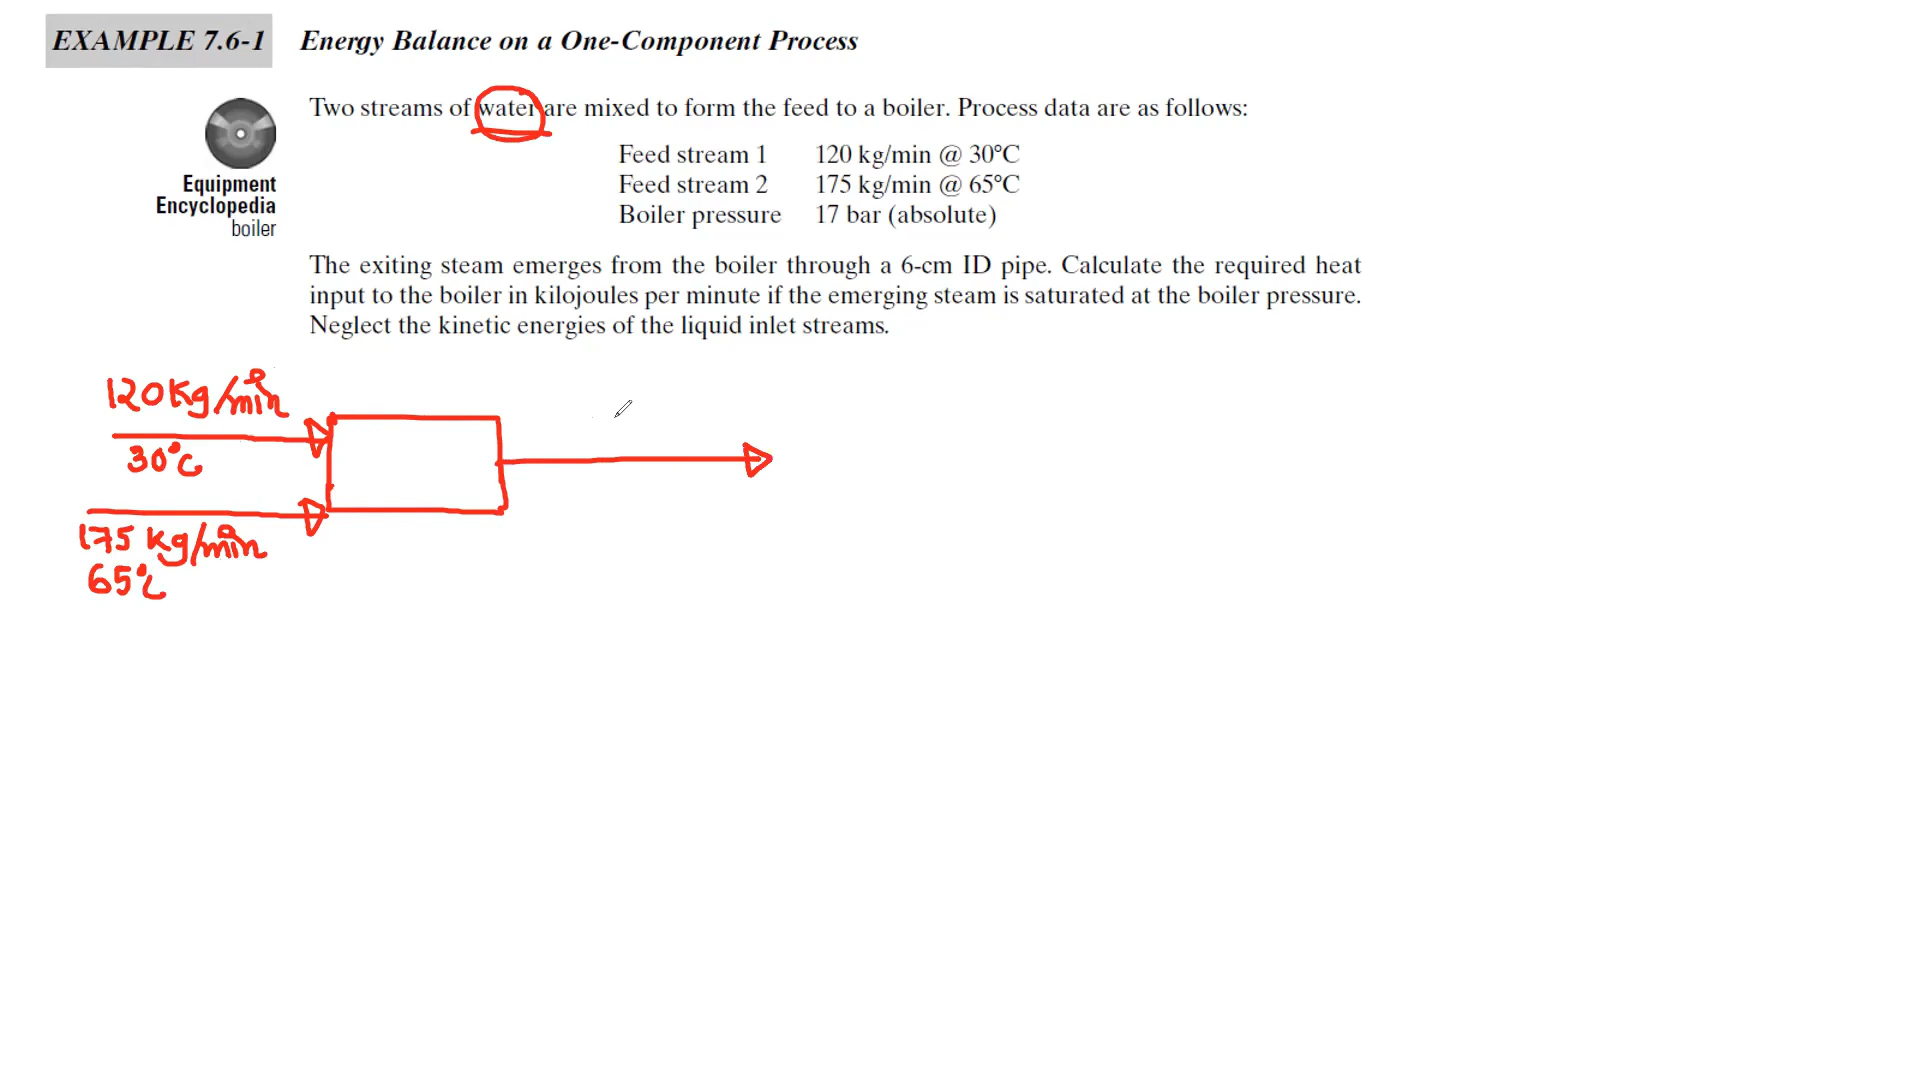 EXAMPLE 7.6-1 Energy Balance on a One-Component Process
Two streams of water are mixed to form the feed to a boiler. Process data are as follows:
Feed stream 1 120 kg/min @ 30°C
Feed stream 2 175 kg/min @ 65°C
Boiler pressure 17 bar (absolute)
Equipment
Encyclopedia
boiler
The exiting steam emerges from the boiler through a 6-cm ID pipe. Calculate the required heat
input to the boiler in kilojoules per minute if the emerging steam is saturated at the boiler pressure.
Neglect the kinetic energies of the liquid inlet streams.
120 kg/min
30°C
175 kg/min
65°C